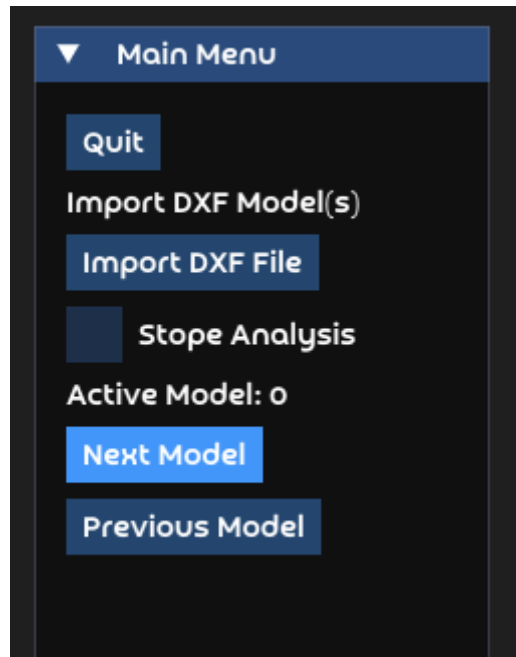 Main Menu
Quit
Import DXF Model(s)
Import DXF File
Stope Analysis
Active Model: 0
Next Model
Previous Model